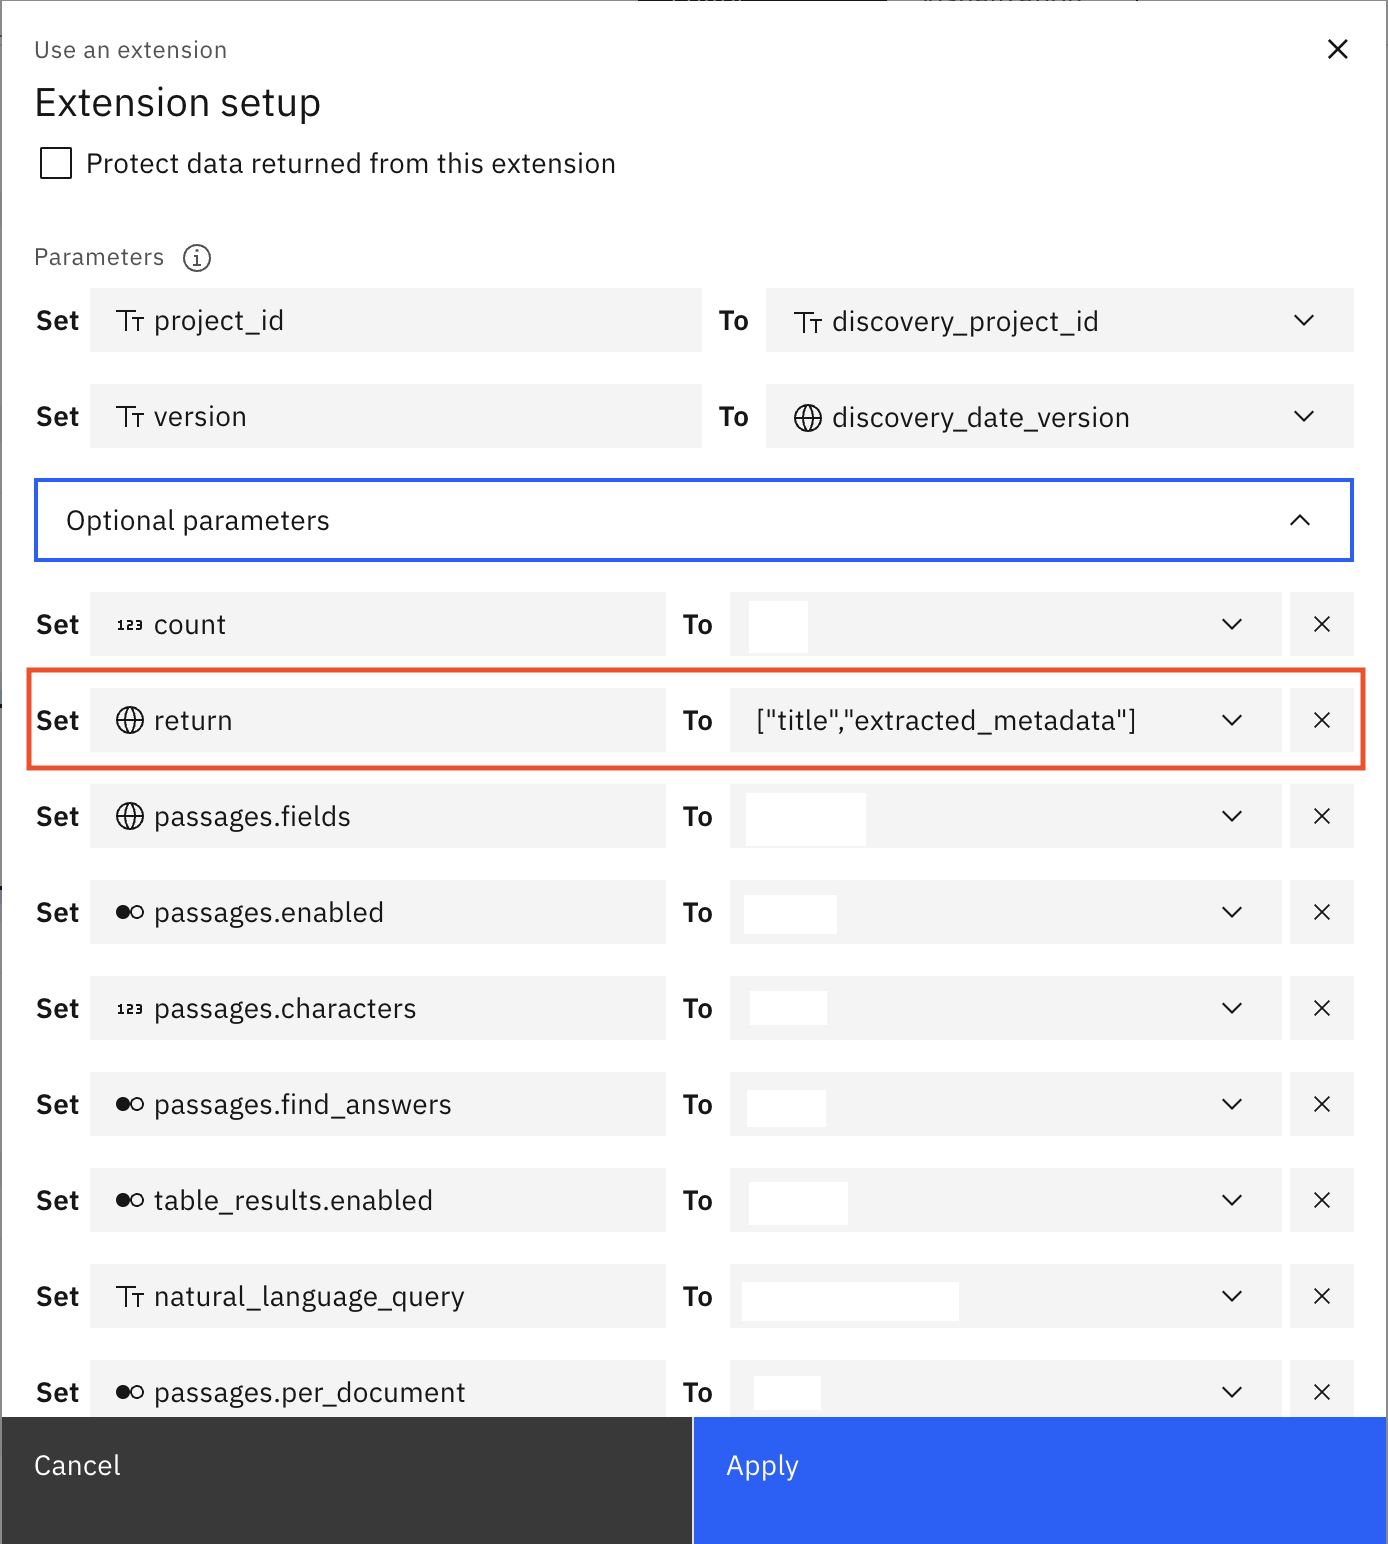 Use an extension
Extension setup
Protect data returned from this extension
Parameters
Set project_id To discovery_project_id
Set version To discovery_date_version
Optional parameters
Set 123 count To
Set return To ["title","extracted_metadata"]
Set passages.fields To
Set passages.enabled To
Set 123 passages.characters To
Set passages.find_answers To
Set table_results.enabled To
Set natural_language_query To
Set passages.per_document To
Cancel Apply